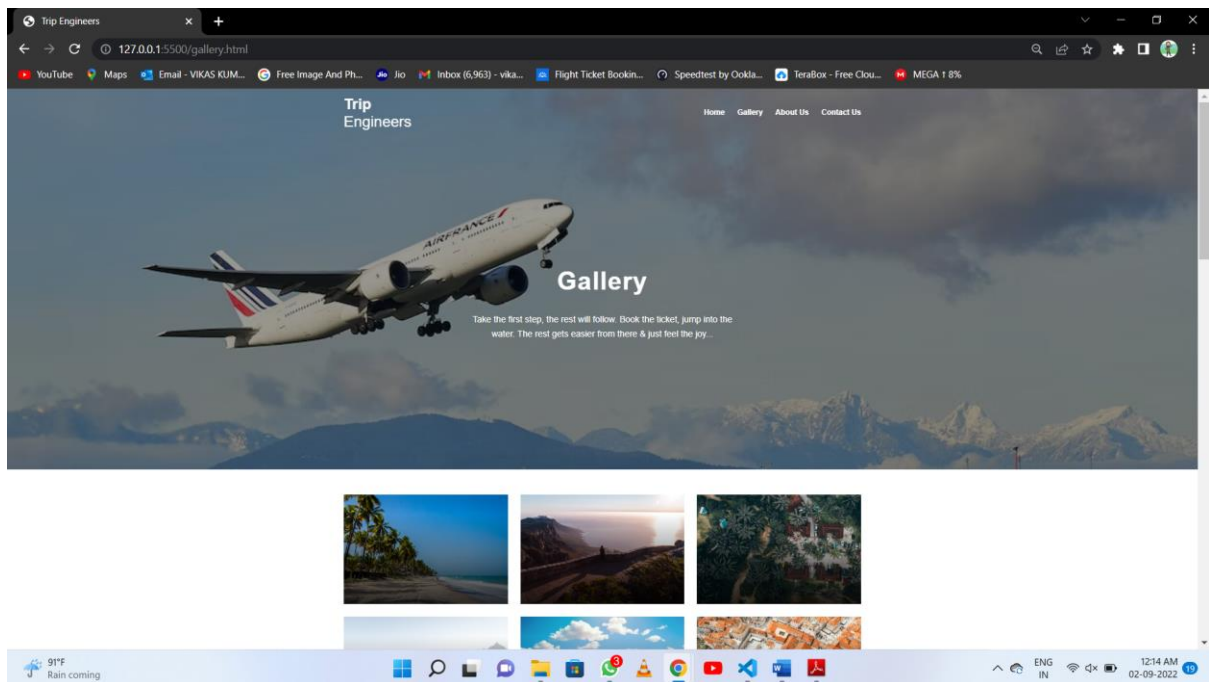 Trip Engineers
127.0.0.1:5500/gallery.html
YouTube Maps Email - VIKAS KUM... Free Image And Ph... Jio Jio Inbox (6,963) - vika... Flight Ticket Bookin... Speedtest by Ookla... TeraBox - Free Clou... MEGA 1 8%
Trip
Engineers
Home Gallery About Us Contact Us
AIRFRANCE
Gallery
Take the first step, the rest will follow. Book the ticket, jump into the
water. The rest gets easier from there & just feel the joy...
91°F
Rain coming
3
ENG
IN
12:14 AM
02-09-2022
19